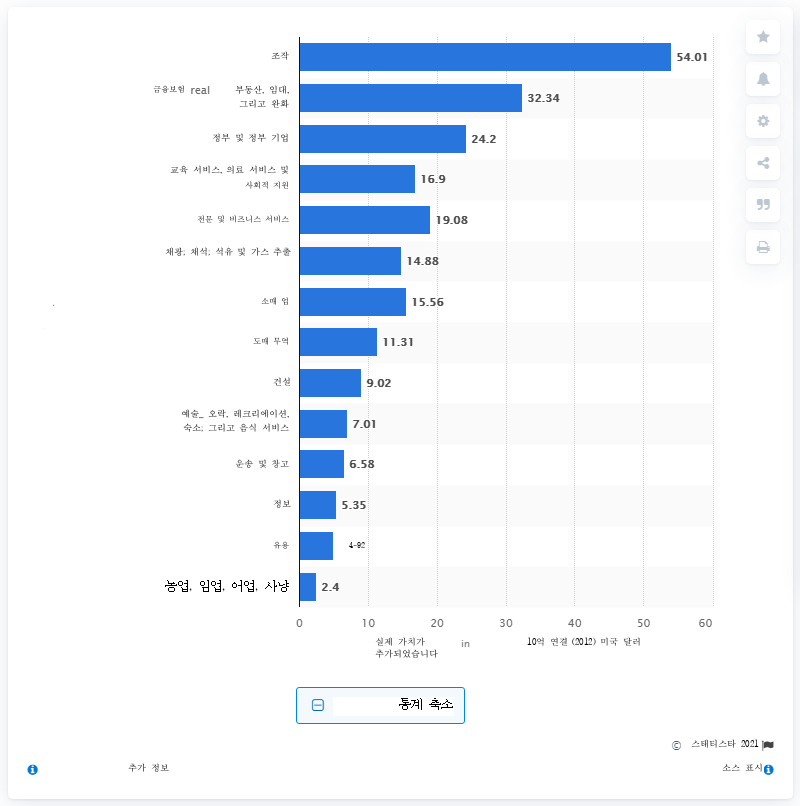 조작
54.01
금융보험 real 부동산, 임대,
그리고 완화
32.34
정부 및 정부 기업
24.2
교육 서비스, 의료 서비스 및
사회적 지원
16.9
전문 및 비즈니스 서비스
19.08
채광; 채석; 석유 및 가스 추출
14.88
소매 업
15.56
도매 무역
11.31
건설
9.02
예술_ 오락, 레크리에이션,
숙소; 그리고 음식 서비스
7.01
운송 및 창고
6.58
정보
5.35
유용
4-92
농업, 임업, 어업, 사냥
2.4
0 10 20 30 40 50 60
실제 가치가 in 10억 연결 (2012) 미국 달러
추가되었습니다
통계 축소
© 스태티스타 2021
추가 정보
소스 표시